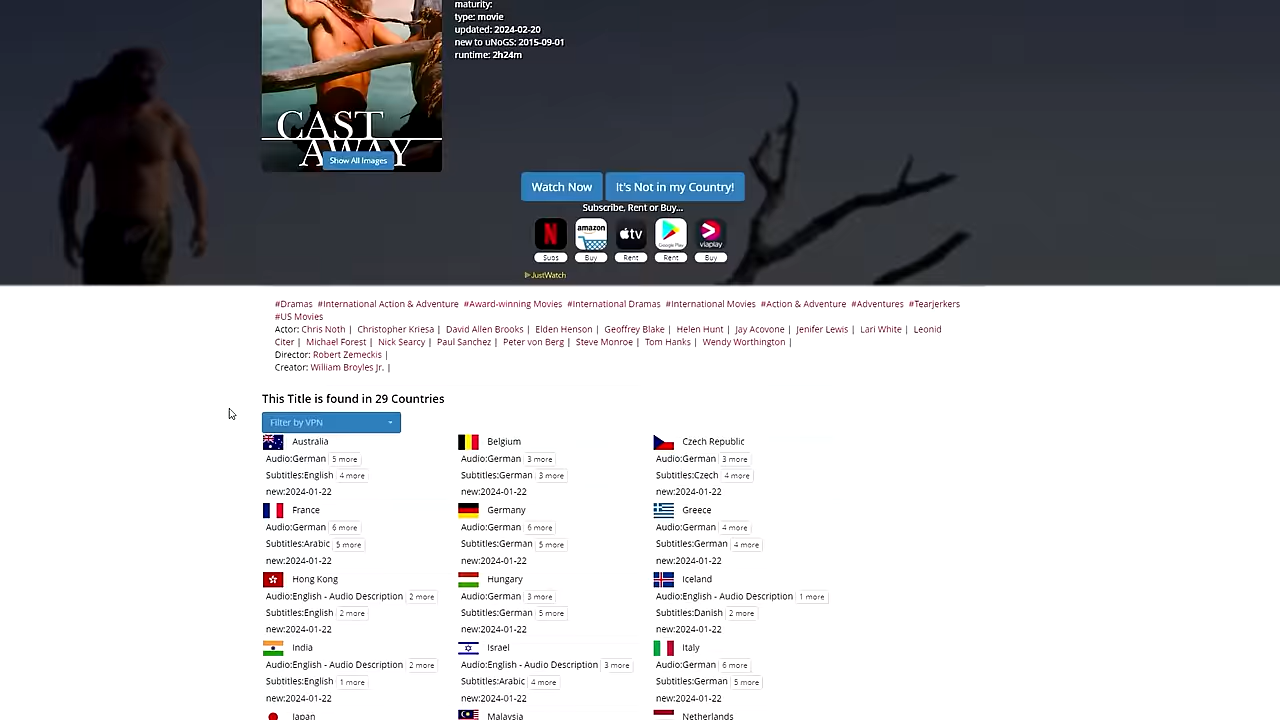 maturity:
type: movie
updated: 2024-02-20
new to uNoGS: 2015-09-01
runtime: 2h24m
CAST
AWAY
Show All Images
Watch Now It's Not in my Country!
Subscribe, Rent or Buy...
N amazon tv Google Play viaplay
Subs Buy Rent Rent Buy
JustWatch
#Dramas #International Action & Adventure #Award-winning Movies #International Dramas #International Movies #Action & Adventure #Adventures #Tearjerkers
#US Movies
Actor: Chris Noth | Christopher Kriesa | David Allen Brooks | Elden Henson | Geoffrey Blake | Helen Hunt | Jay Acovone | Jenifer Lewis | Lari White | Leonid
Citer | Michael Forest | Nick Searcy | Paul Sanchez | Peter von Berg | Steve Monroe | Tom Hanks | Wendy Worthington |
Director: Robert Zemeckis |
Creator: William Broyles Jr. |
This Title is found in 29 Countries
Filter by VPN
Australia Belgium Czech Republic
Audio:German 5 more Audio:German 3 more Audio:German 3 more
Subtitles:English 4 more Subtitles:German 3 more Subtitles:Czech 4 more
new:2024-01-22 new:2024-01-22 new:2024-01-22
France Germany Greece
Audio:German 6 more Audio:German 6 more Audio:German 4 more
Subtitles:Arabic 5 more Subtitles:German 5 more Subtitles:German 4 more
new:2024-01-22 new:2024-01-22 new:2024-01-22
Hong Kong Hungary Iceland
Audio:English - Audio Description 2 more Audio:German 3 more Audio:English - Audio Description 1 more
Subtitles:English 2 more Subtitles:German 5 more Subtitles:Danish 2 more
new:2024-01-22 new:2024-01-22 new:2024-01-22
India Israel Italy
Audio:English - Audio Description 2 more Audio:English - Audio Description 3 more Audio:German 6 more
Subtitles:English 1 more Subtitles:Arabic 4 more Subtitles:German 5 more
new:2024-01-22 new:2024-01-22 new:2024-01-22
Japan Malaysia Netherlands